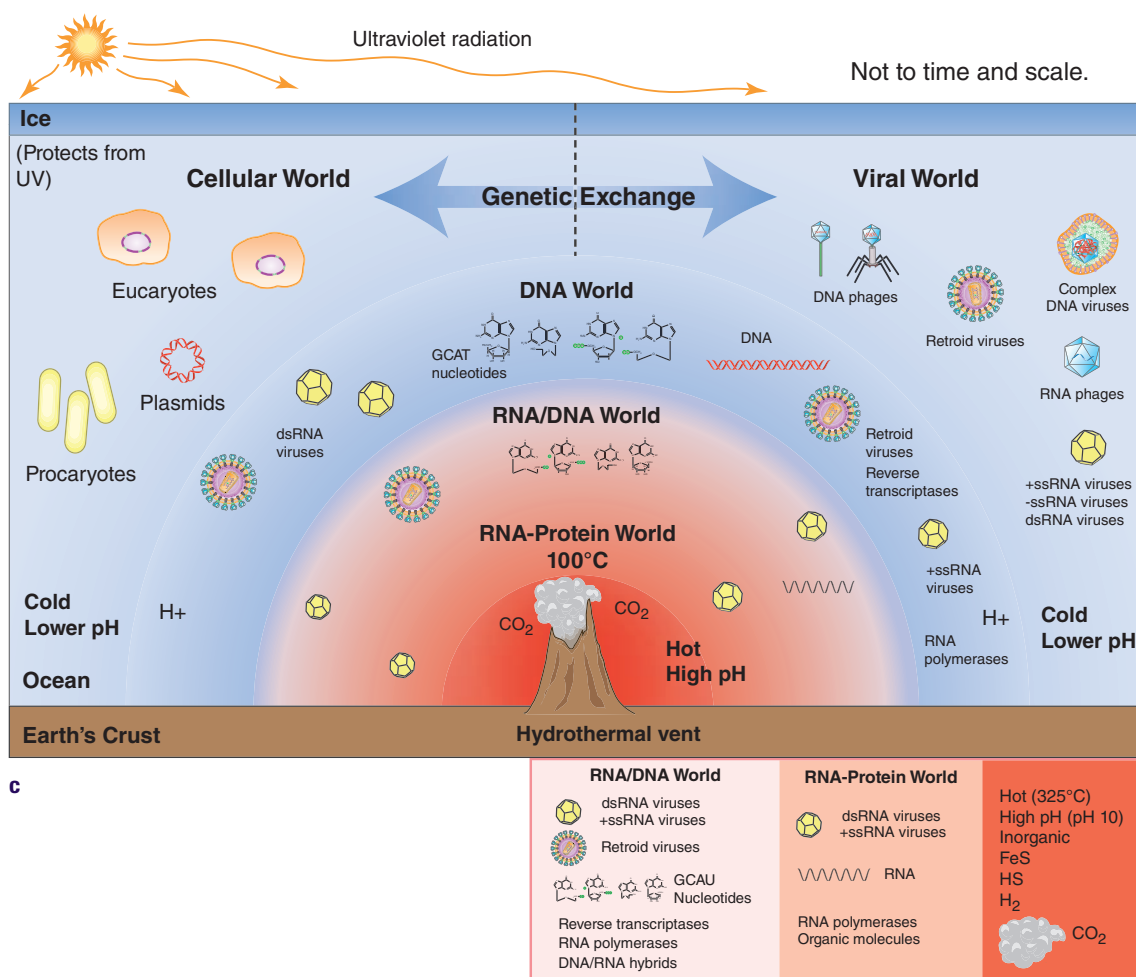 Ultraviolet radiation
Not to time and scale.
Ice
(Protects from
UV)
Cellular World
Genetic Exchange
Viral World
Eucaryotes
DNA phages
Complex
DNA viruses
Retroid viruses
DNA World
GCAT
nucleotides
DNA
RNA phages
Plasmids
Procaryotes
dsRNA
viruses
RNA/DNA World
Retroid
viruses
Reverse
transcriptases
+ssRNA viruses
-ssRNA viruses
dsRNA viruses
RNA-Protein World
100°C
+ssRNA
viruses
Cold
Lower pH
H+
CO2
CO2
Hot
High pH
RNA
polymerases
H+
Cold
Lower pH
Ocean
Earth's Crust
Hydrothermal vent
c
RNA/DNA World
dsRNA viruses
+ssRNA viruses
Retroid viruses
GCAU
Nucleotides
Reverse transcriptases
RNA polymerases
DNA/RNA hybrids
RNA-Protein World
dsRNA viruses
+ssRNA viruses
RNA
RNA polymerases
Organic molecules
Hot (325°C)
High pH (pH 10)
Inorganic
FeS
HS
H2
CO2